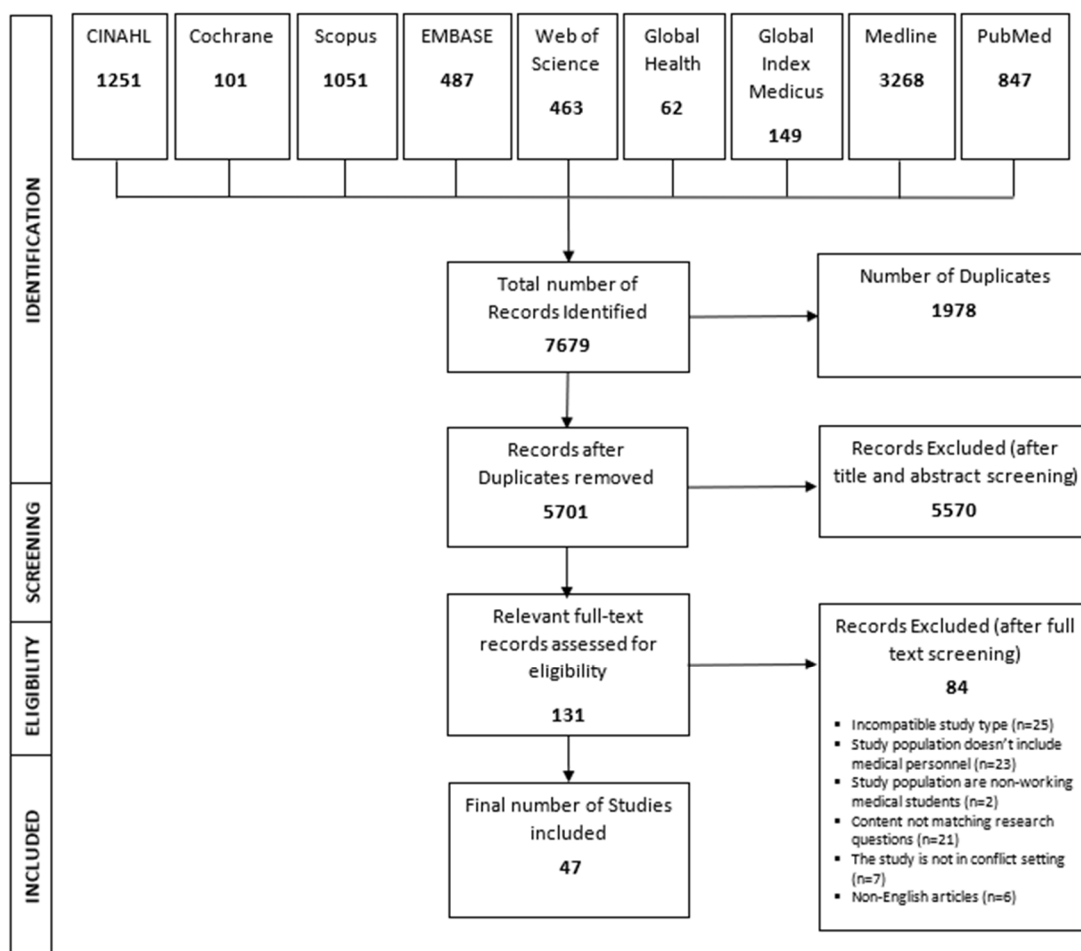 IDENTIFICATION
CINAHL
1251
Cochrane
101
Scopus
1051
EMBASE
487
Web of
Science
463
Global
Health
62
Global
Index
Medicus
149
Medline
3268
PubMed
847
Total number of
Records Identified
7679
Number of Duplicates
1978
Records after
Duplicates removed
5701
Records Excluded (after
title and abstract screening)
5570
SCREENING
ELIGIBILITY
Relevant full-text
records assessed for
eligibility
131
Records Excluded (after full
text screening)
84
▪ Incompatible study type (n=25)
▪ Study population doesn't include
medical personnel (n=23)
▪ Study population are non-working
medical students (n=2)
▪ Content not matching research
questions (n=21)
▪ The study is not in conflict setting
(n=7)
▪ Non-English articles (n=6)
INCLUDED
Final number of Studies
included
47